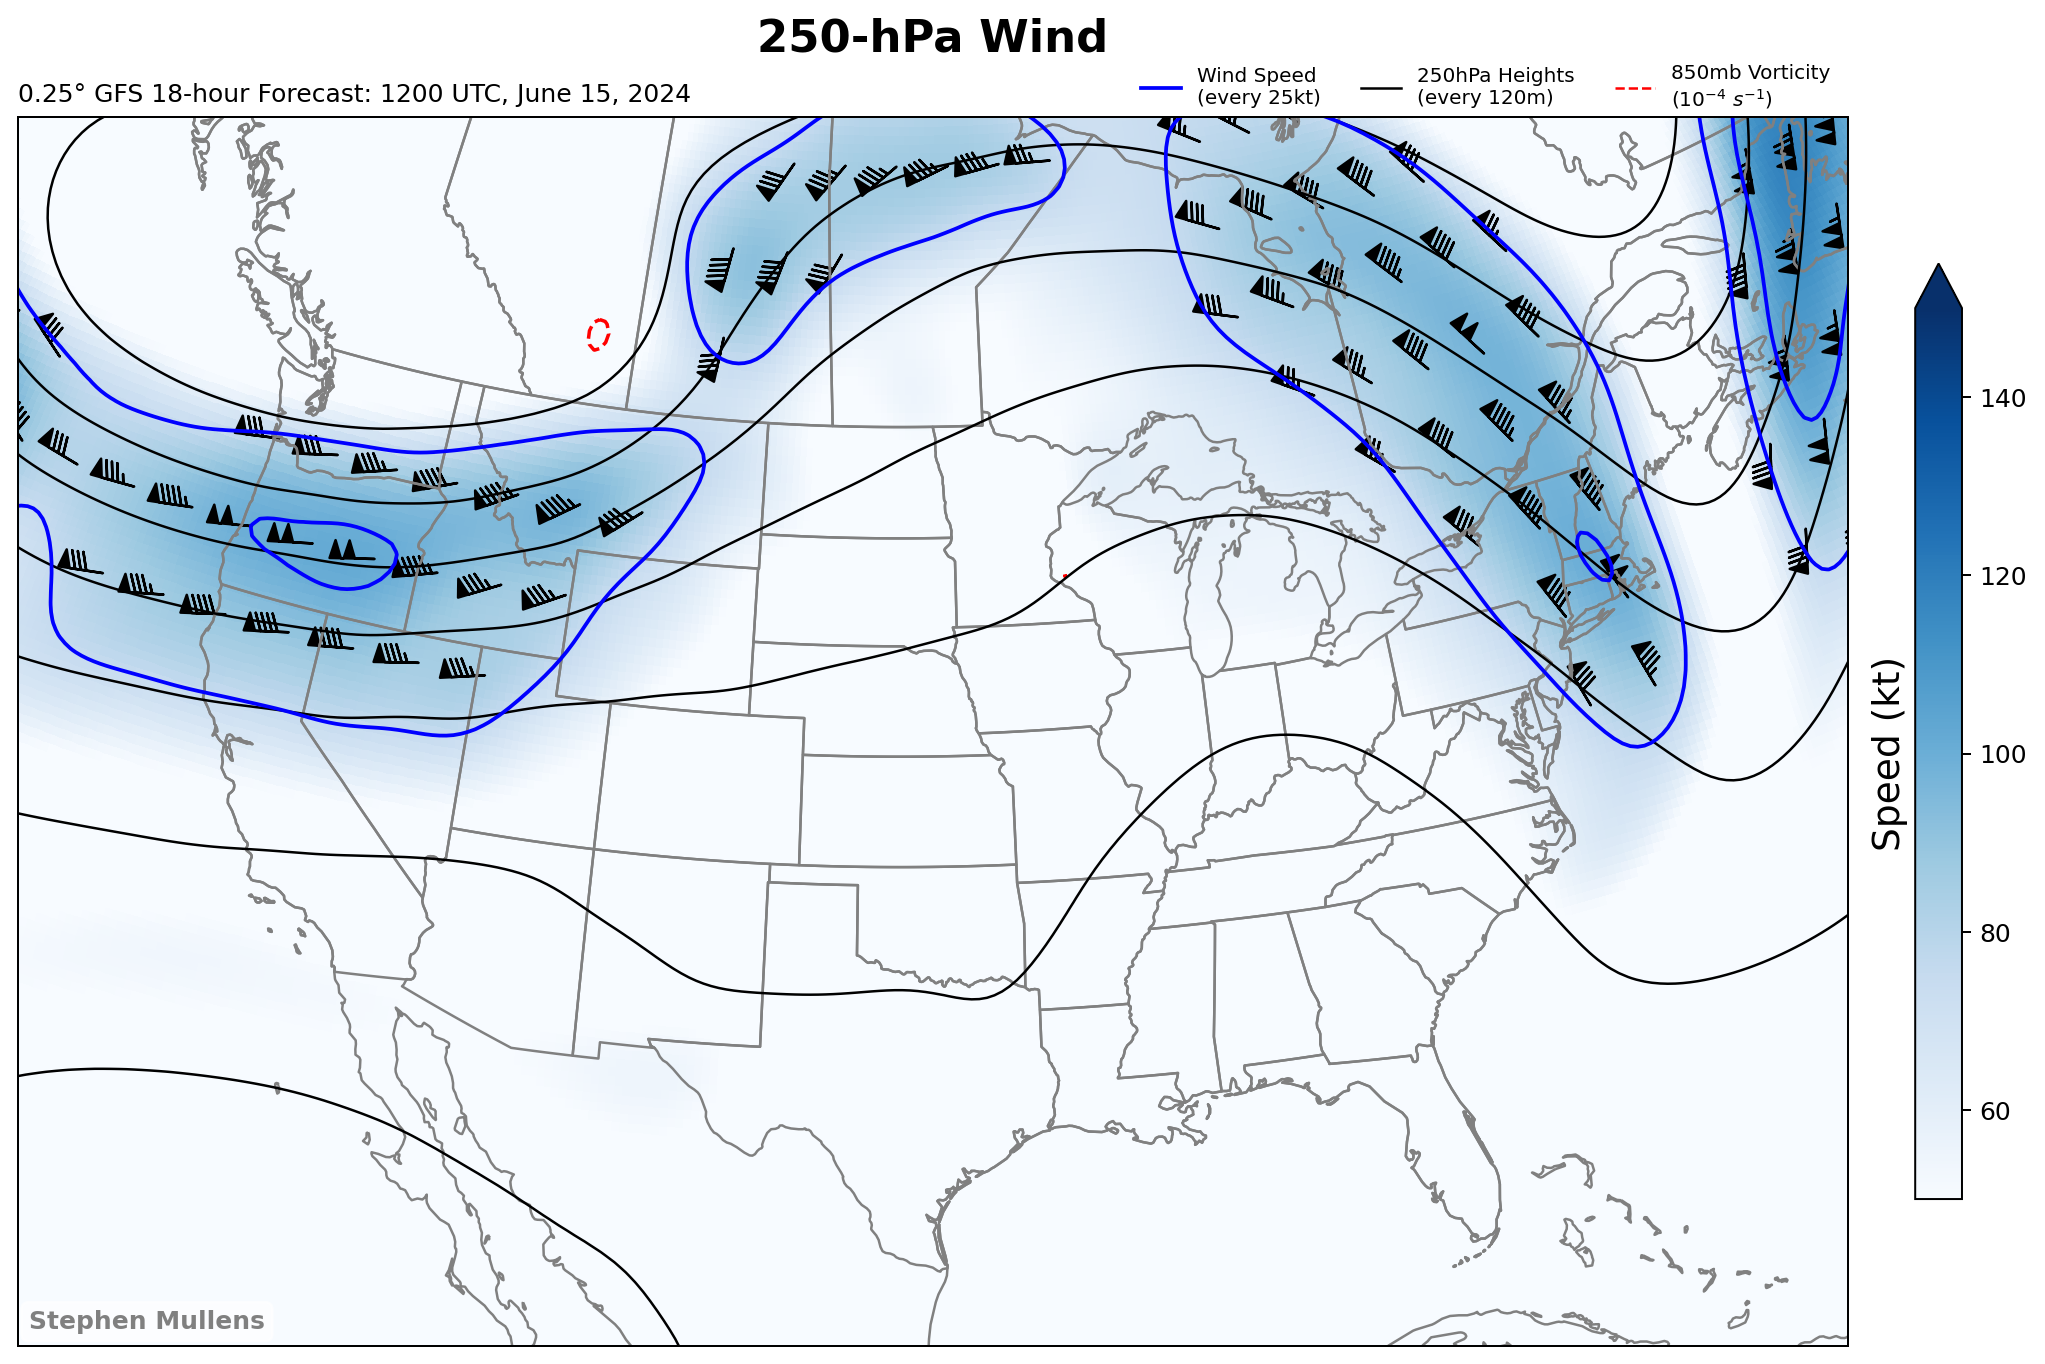 250-hPa Wind
0.25° GFS 18-hour Forecast: 1200 UTC, June 15, 2024
Wind Speed
(every 25kt)
250hPa Heights
(every 120m)
850mb Vorticity
(10⁻⁴ s⁻¹)
140
120
100
80
60
Speed (kt)
Stephen Mullens